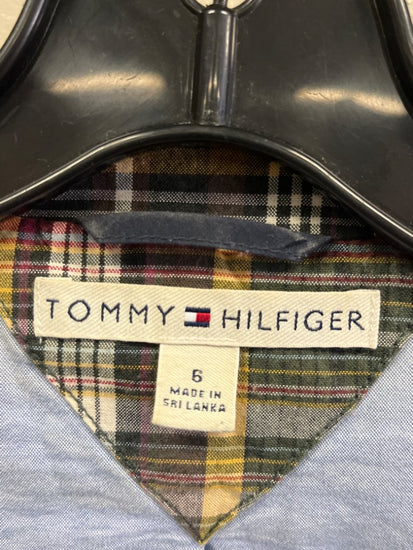 TOMMY HILFIGER
6
MADE IN
SRI LANKA